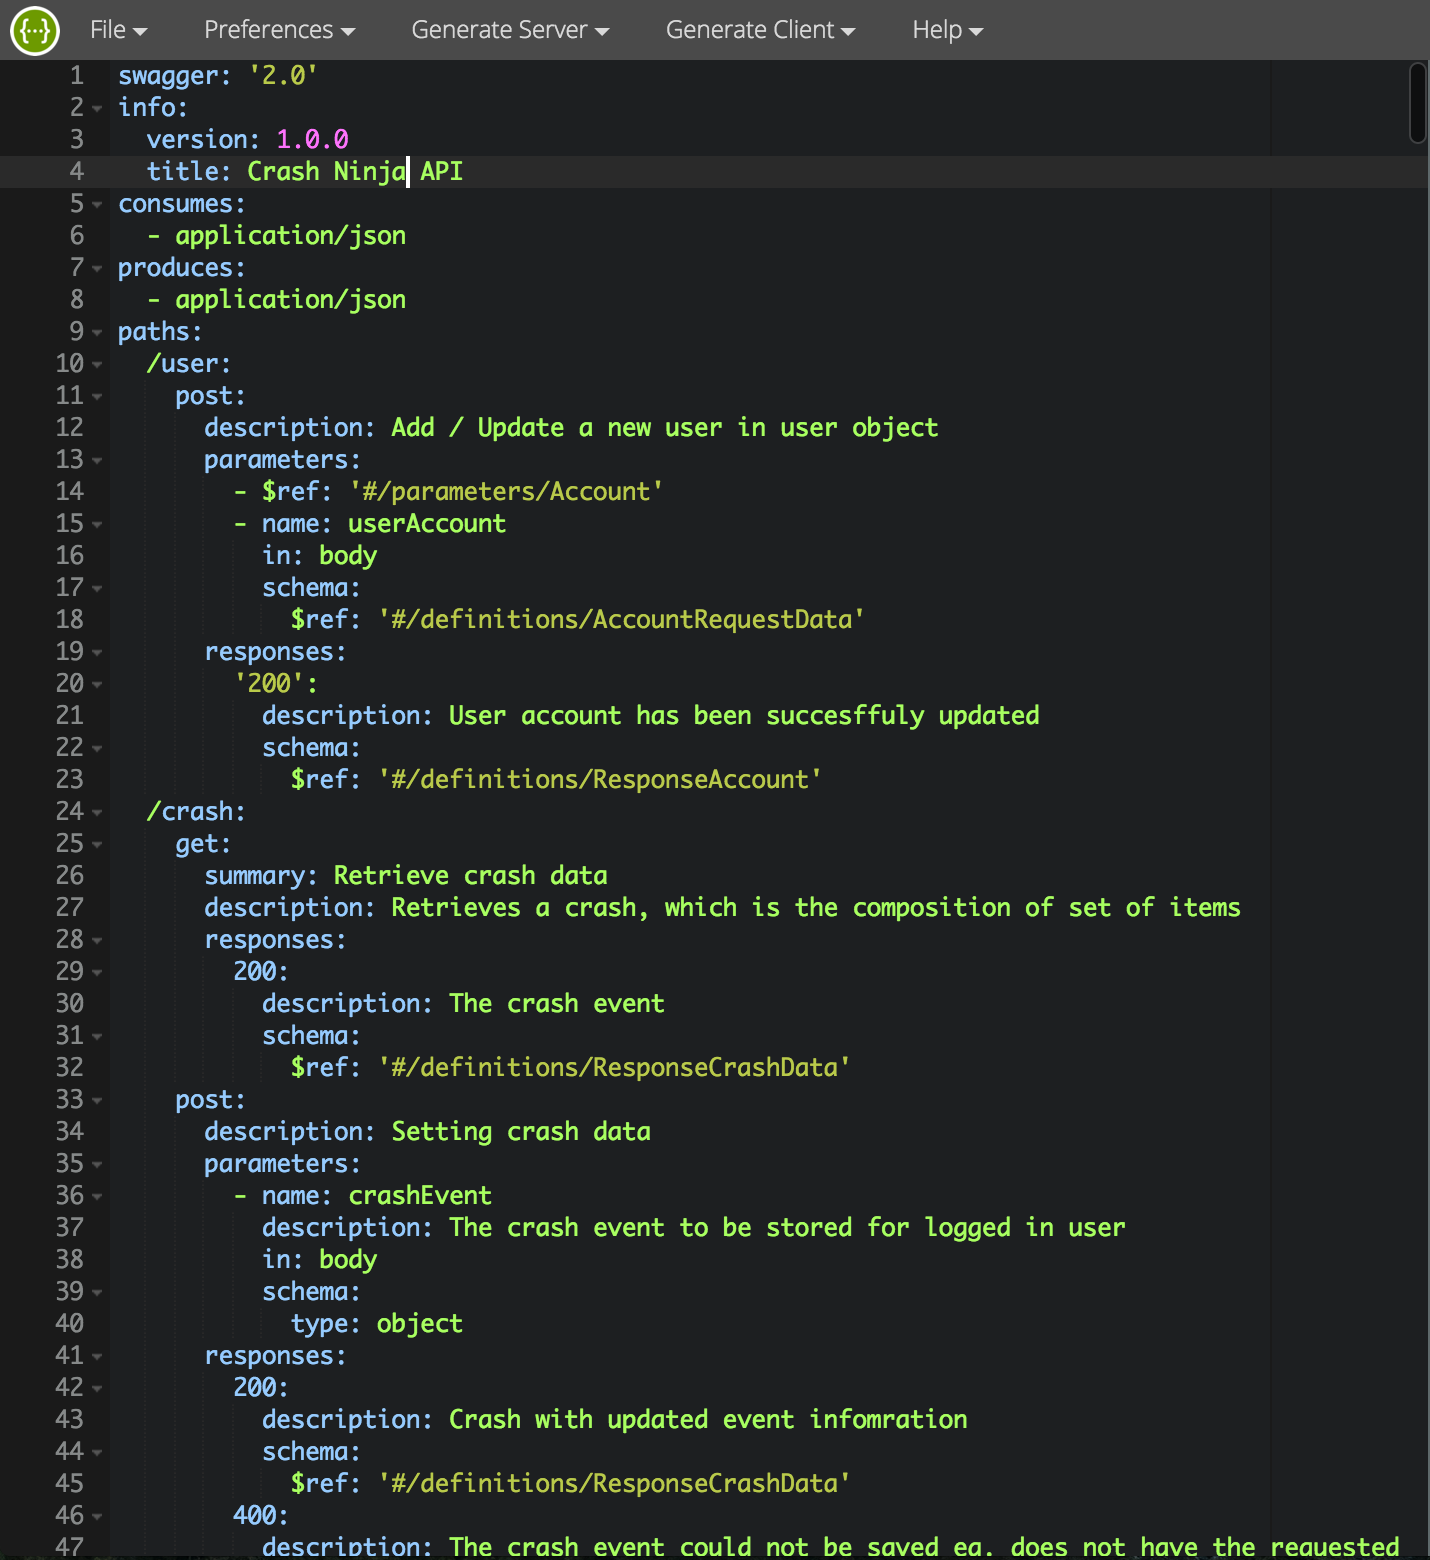 {...} File Preferences Generate Server Generate Client Help
1 swagger: '2.0'
2 info:
3 version: 1.0.0
4 title: Crash Ninja API
5 consumes:
6 - application/json
7 produces:
8 - application/json
9 paths:
10 /user:
11 post:
12 description: Add / Update a new user in user object
13 parameters:
14 - $ref: '#/parameters/Account'
15 - name: userAccount
16 in: body
17 schema:
18 $ref: '#/definitions/AccountRequestData'
19 responses:
20 '200':
21 description: User account has been succesffuly updated
22 schema:
23 $ref: '#/definitions/ResponseAccount'
24 /crash:
25 get:
26 summary: Retrieve crash data
27 description: Retrieves a crash, which is the composition of set of items
28 responses:
29 200:
30 description: The crash event
31 schema:
32 $ref: '#/definitions/ResponseCrashData'
33 post:
34 description: Setting crash data
35 parameters:
36 - name: crashEvent
37 description: The crash event to be stored for logged in user
38 in: body
39 schema:
40 type: object
41 responses:
42 200:
43 description: Crash with updated event infomration
44 schema:
45 $ref: '#/definitions/ResponseCrashData'
46 400:
47 description: The crash event could not be saved eg. does not have the requested